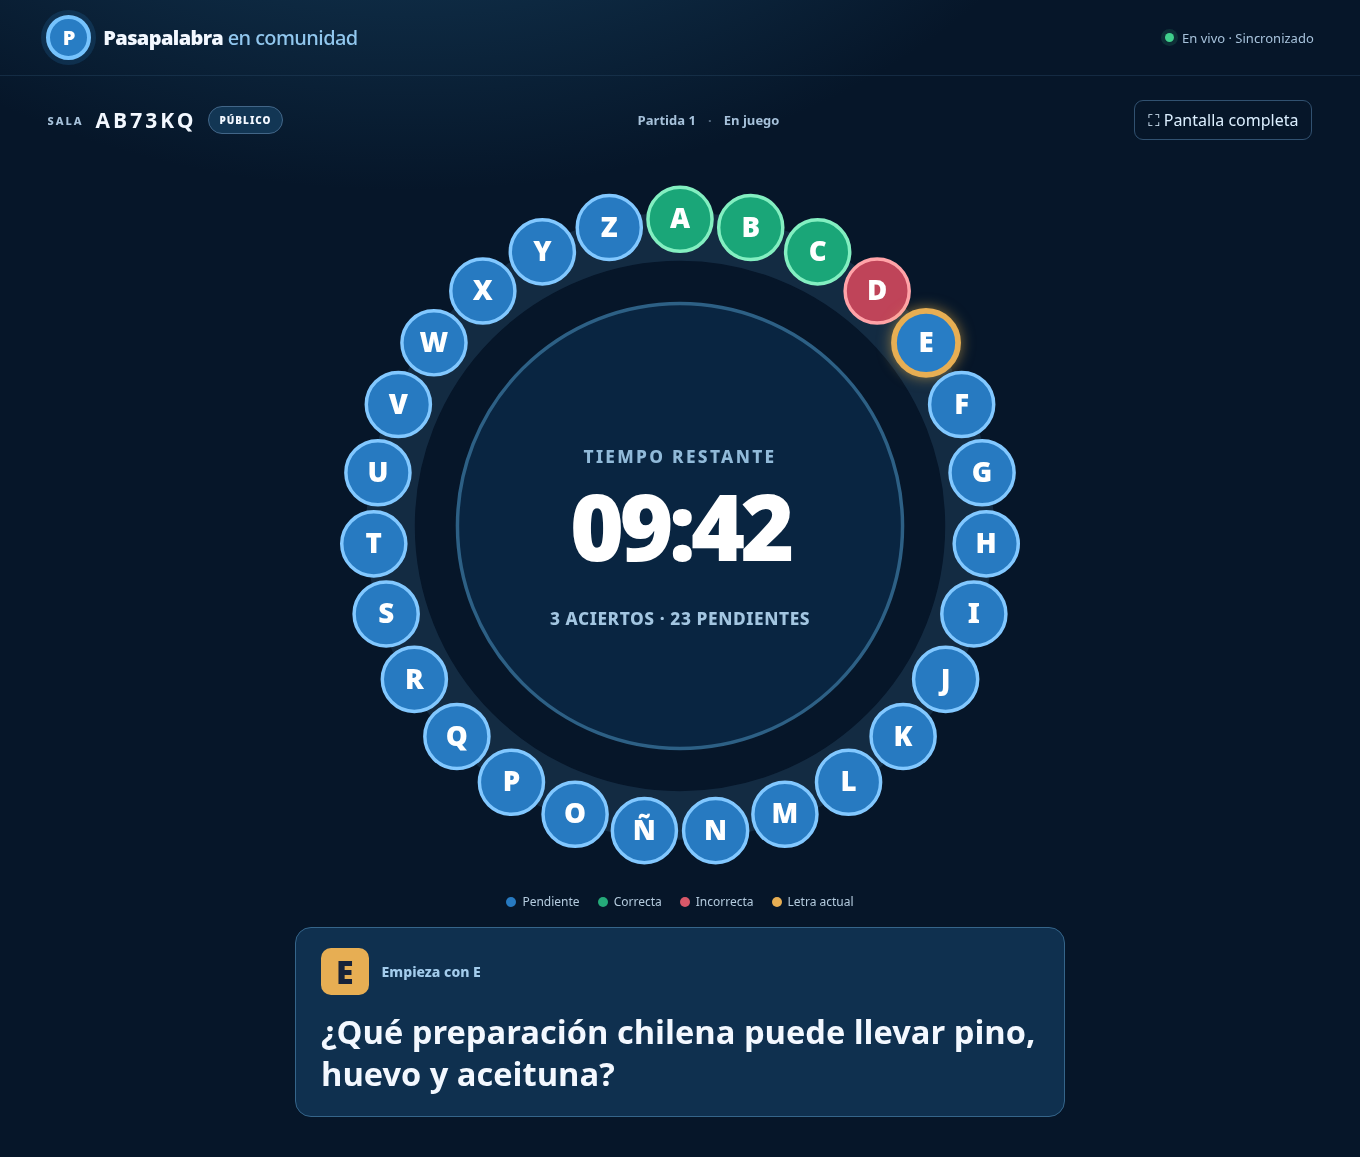 P Pasapalabra en comunidad
En vivo · Sincronizado
SALA AB73KQ PÚBLICO
Partida 1 · En juego
Pantalla completa
A
B
C
D
E
F
G
H
I
J
K
L
M
N
Ñ
O
P
Q
R
S
T
U
V
W
X
Y
Z
TIEMPO RESTANTE
09:42
3 ACIERTOS · 23 PENDIENTES
Pendiente Correcta Incorrecta Letra actual
E Empieza con E
¿Qué preparación chilena puede llevar pino,
huevo y aceituna?